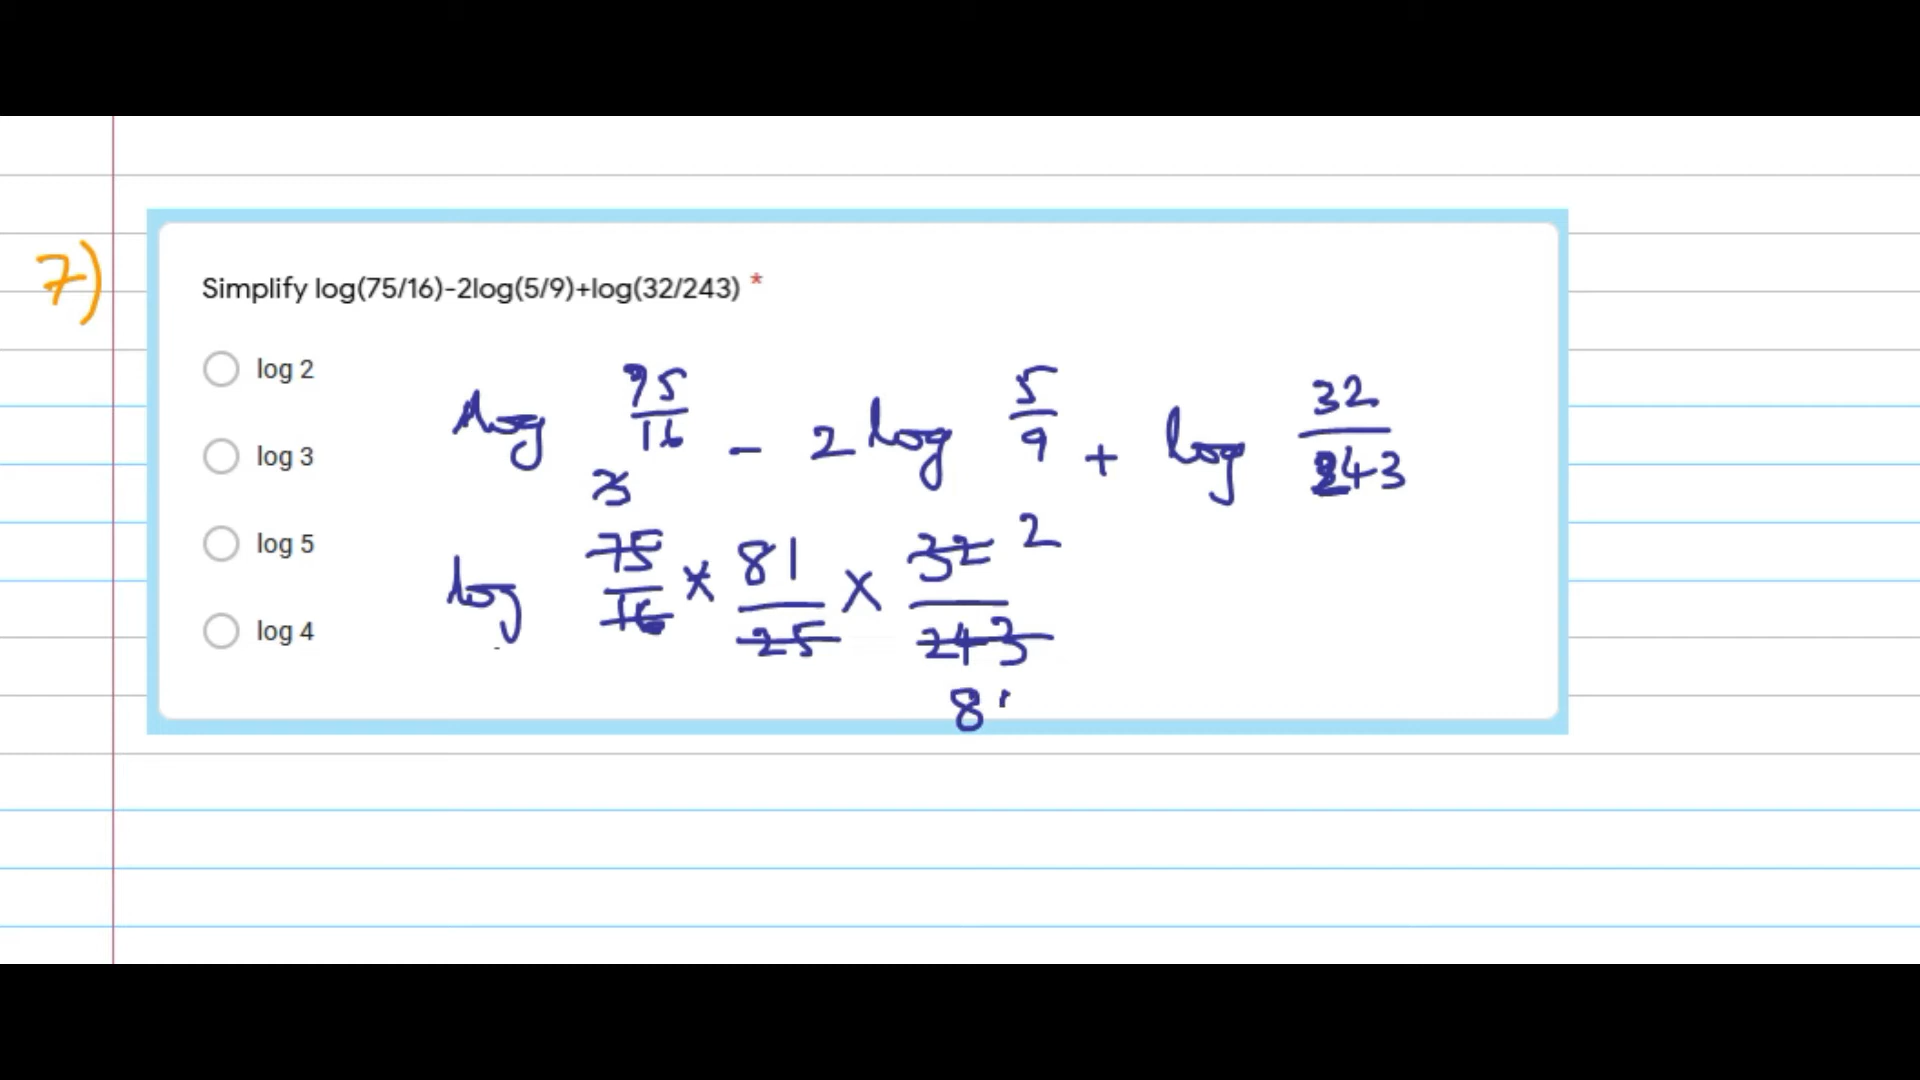 7)
Simplify log(75/16)-2log(5/9)+log(32/243) *
log 2
log 3
log 5
log 4
log 75/16 - 2 log 5/9 + log 32/243
3
log 75/16 × 81/25 × 32/243 2
81